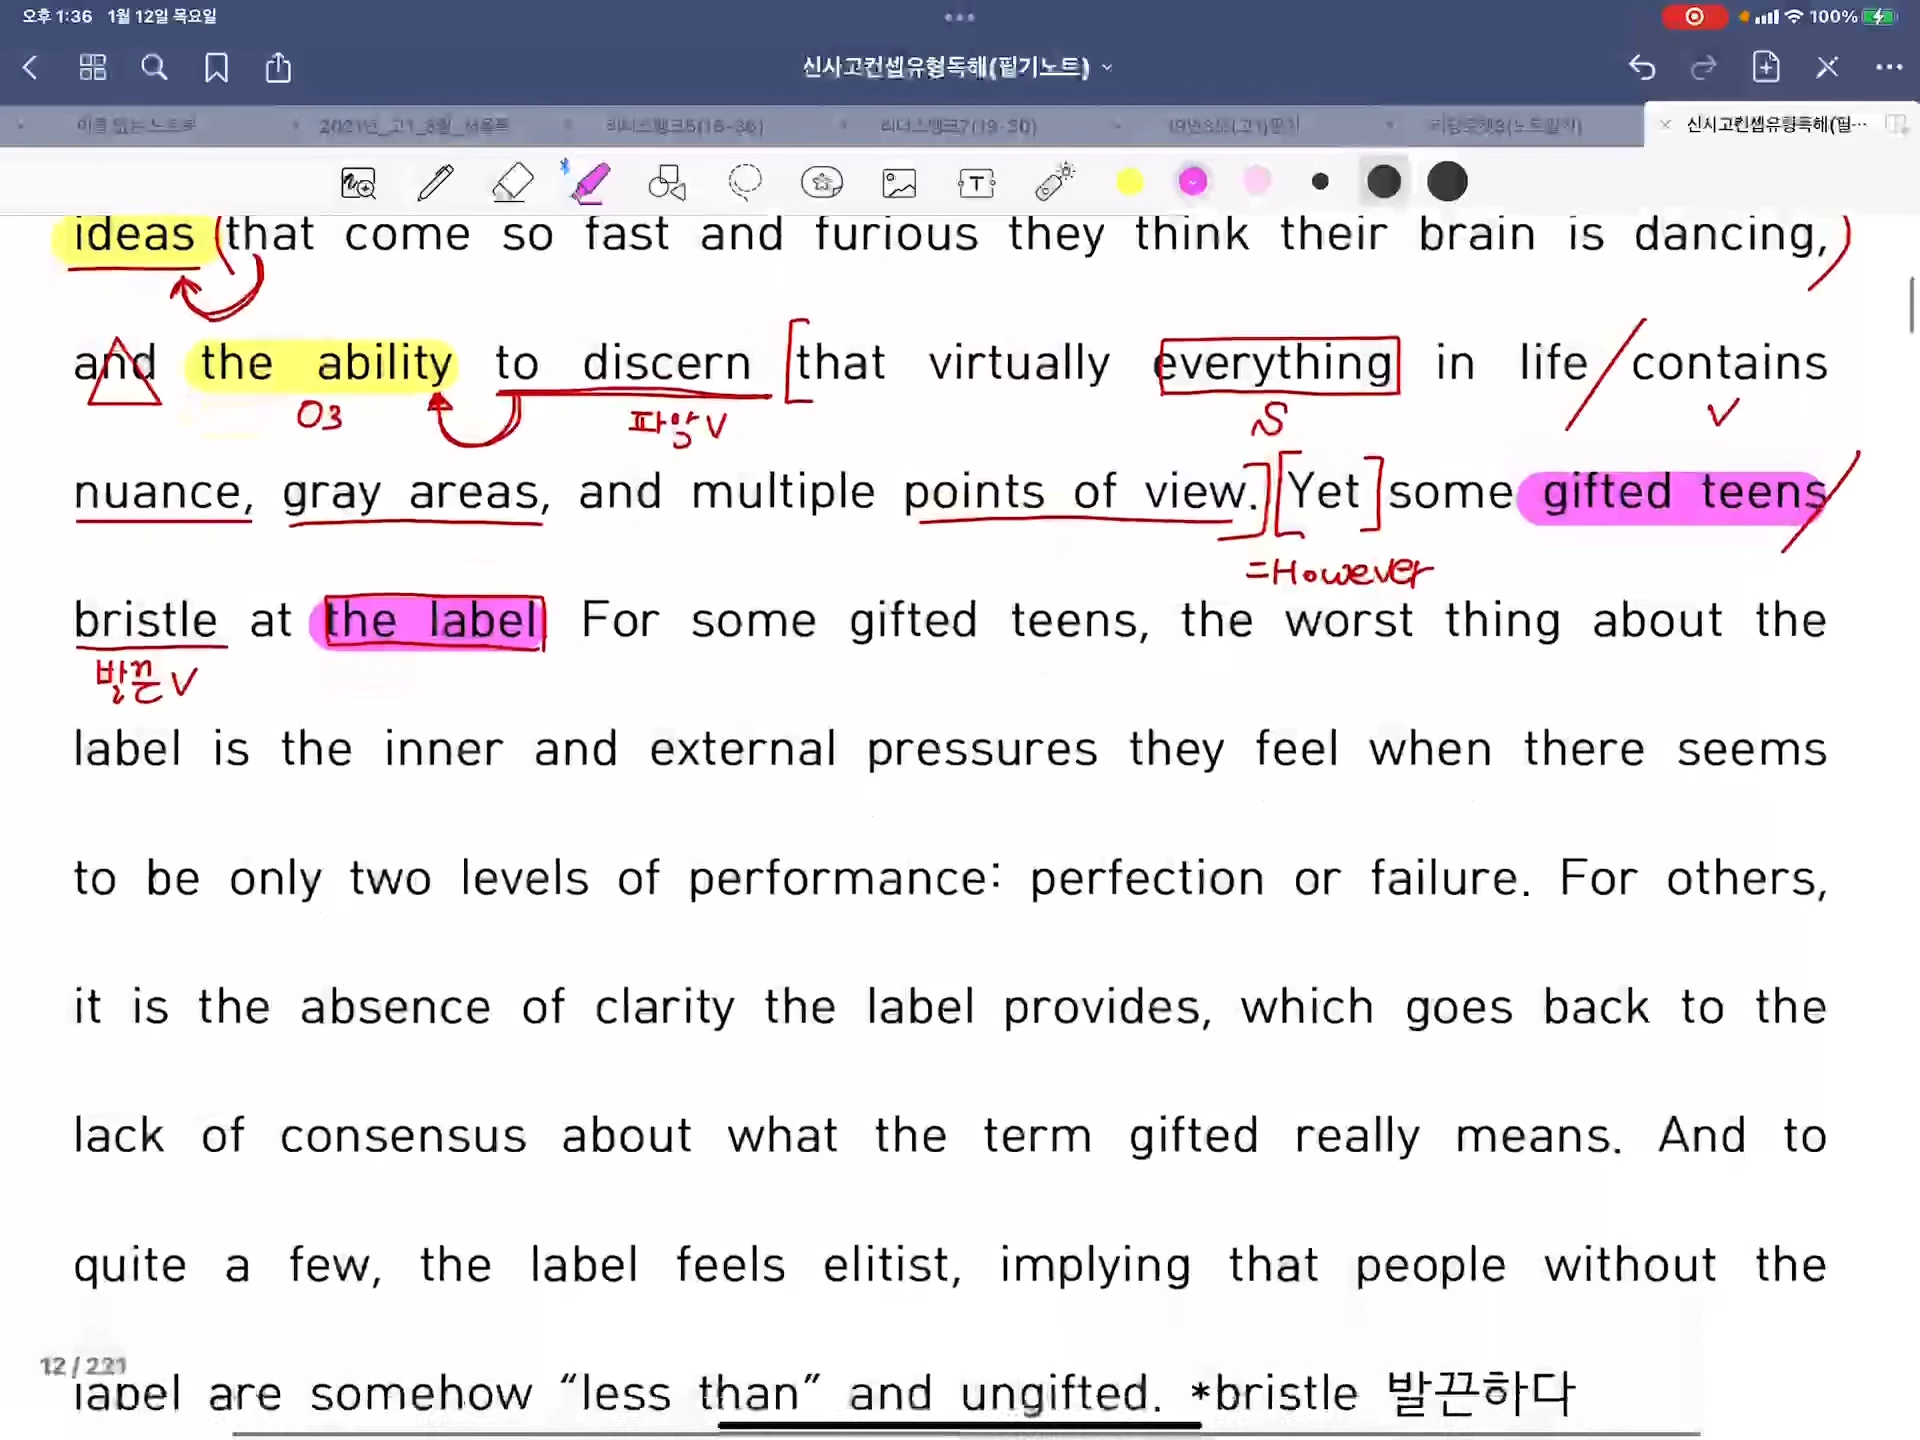 오후 1:36 1월 12일 목요일
100%
신시고컨셉유형독해(필기노트)
신시고컨셉유형독해(필…
ideas (that come so fast and furious they think their brain is dancing,)
and the ability to discern [that virtually everything in life / contains
O3 파악 V S V
nuance, gray areas, and multiple points of view.] [Yet] some gifted teens /
=However
bristle at the label For some gifted teens, the worst thing about the
발끈 V
label is the inner and external pressures they feel when there seems
to be only two levels of performance: perfection or failure. For others,
it is the absence of clarity the label provides, which goes back to the
lack of consensus about what the term gifted really means. And to
quite a few, the label feels elitist, implying that people without the
12 / 221
label are somehow “less than” and ungifted. *bristle 발끈하다